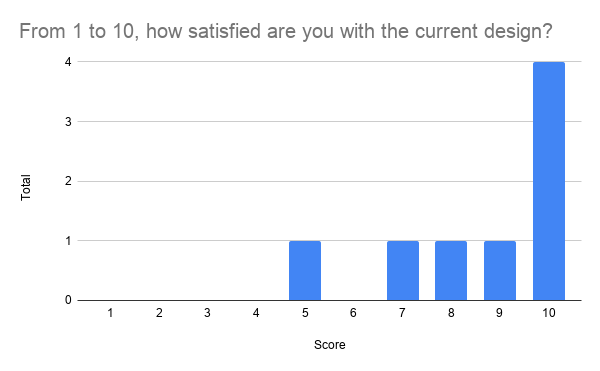 From 1 to 10, how satisfied are you with the current design?
4
3
2
1
0
Total
1 2 3 4 5 6 7 8 9 10
Score